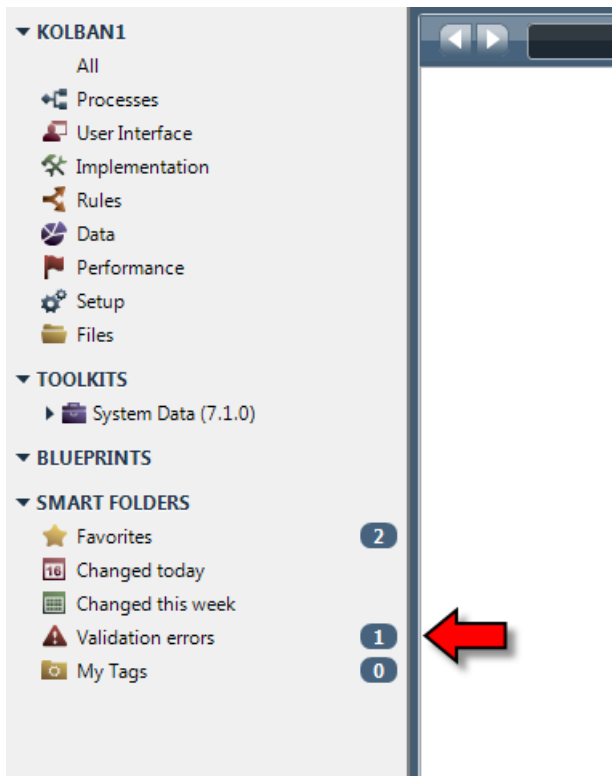 KOLBAN1
All
Processes
User Interface
Implementation
Rules
Data
Performance
Setup
Files
TOOLKITS
System Data (7.1.0)
BLUEPRINTS
SMART FOLDERS
Favorites 2
16 Changed today
Changed this week
Validation errors 1
My Tags 0